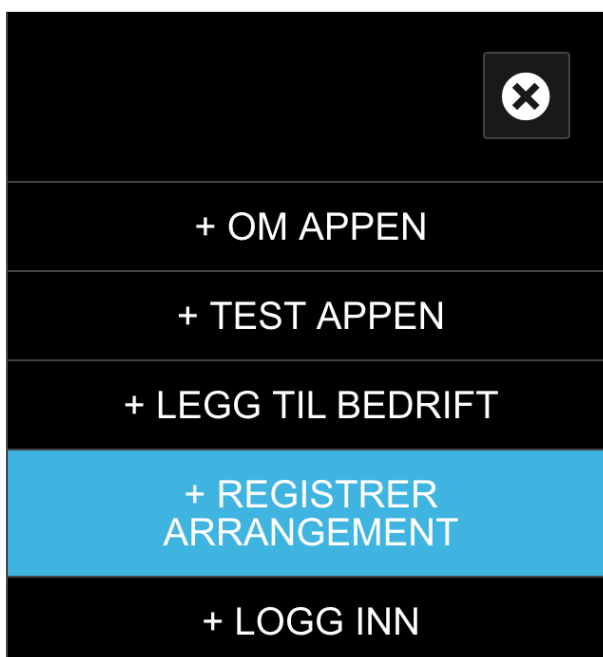 + OM APPEN
+ TEST APPEN
+ LEGG TIL BEDRIFT
+ REGISTRER
ARRANGEMENT
+ LOGG INN